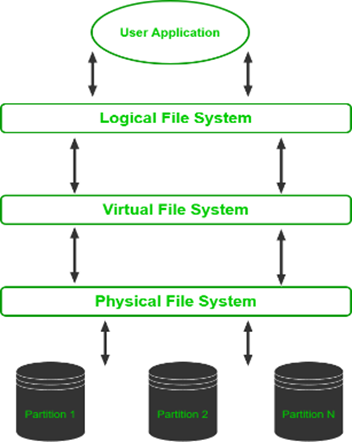 User Application
Logical File System
Virtual File System
Physical File System
Partition 1
Partition 2
Partition N